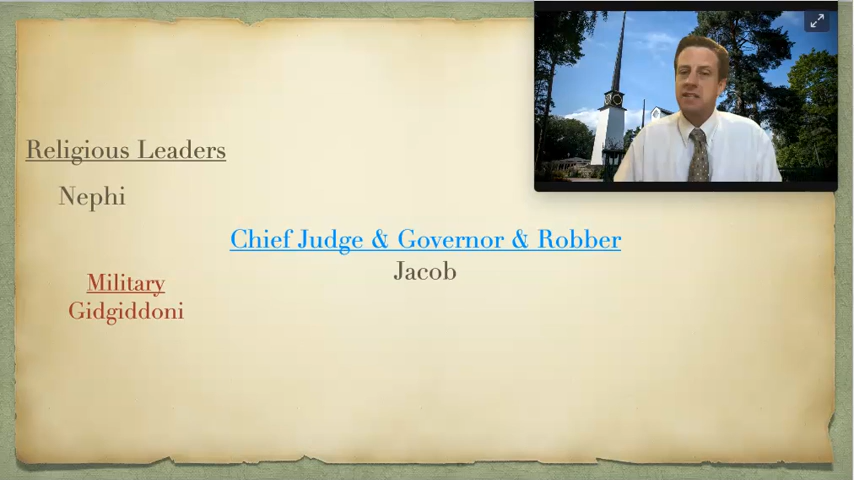 Religious Leaders
Nephi
Chief Judge & Governor & Robber
Jacob
Military
Gidgiddoni